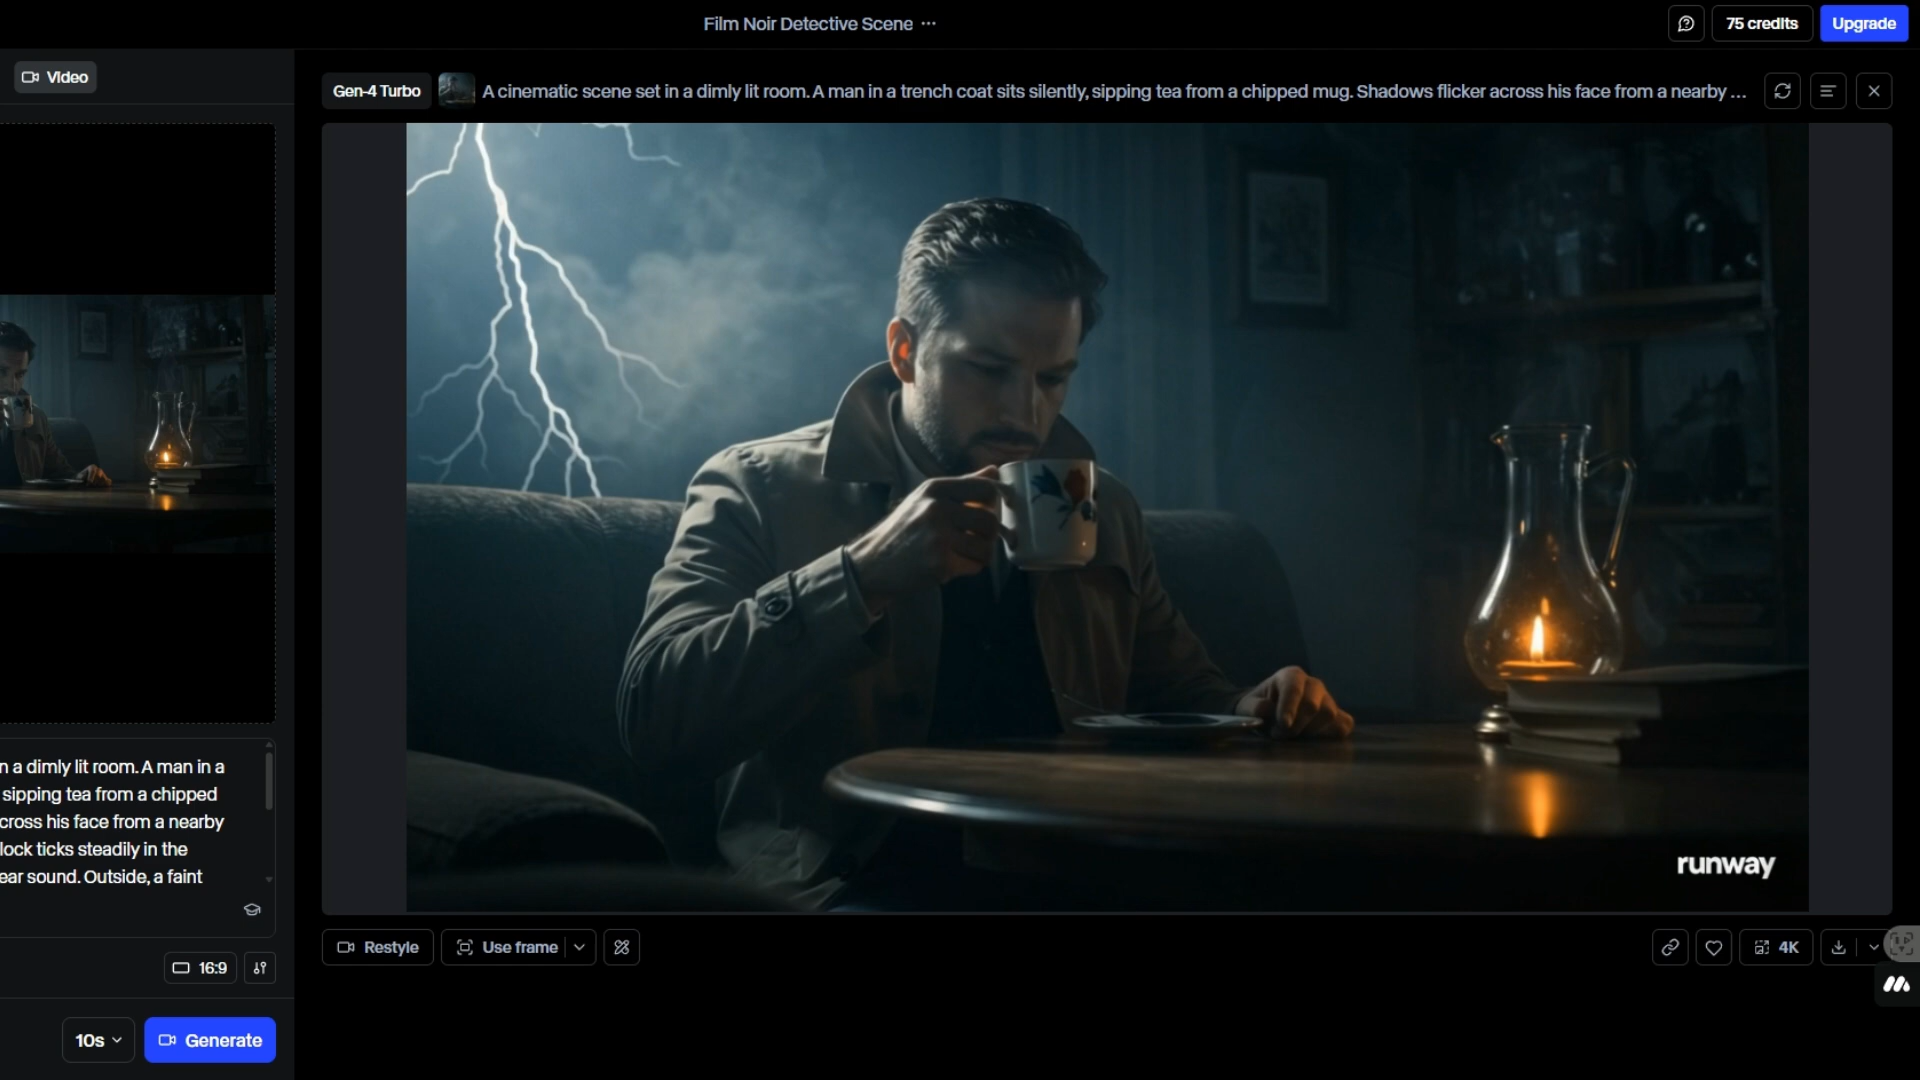 Film Noir Detective Scene ···
75 credits
Upgrade
Video
Gen-4 Turbo
A cinematic scene set in a dimly lit room. A man in a trench coat sits silently, sipping tea from a chipped mug. Shadows flicker across his face from a nearby ...
runway
n a dimly lit room. A man in a
sipping tea from a chipped
cross his face from a nearby
lock ticks steadily in the
ear sound. Outside, a faint
Restyle
Use frame
4K
16:9
10s
Generate